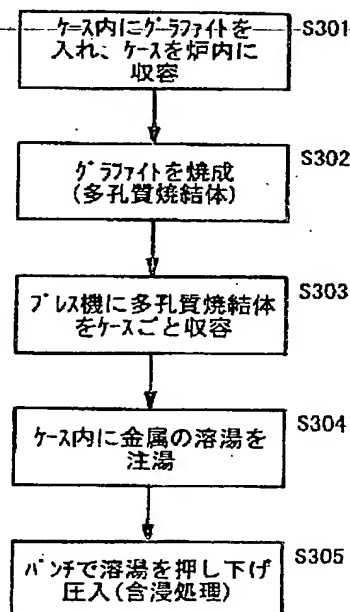 ケース内にグラファイトを
入れ、ケースを炉内に
収容
S301
グラファイトを焼成
(多孔質焼結体)
S302
プレス機に多孔質焼結体
をケースごと収容
S303
ケース内に金属の溶湯を
注湯
S304
パンチで溶湯を押し下げ
圧入(含浸処理)
S305